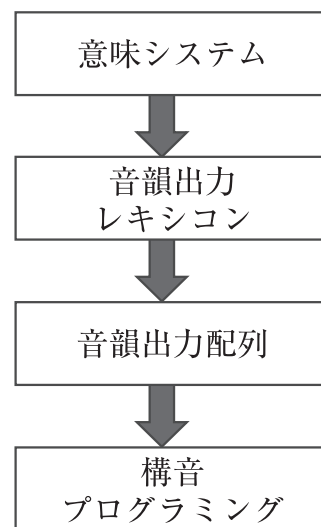 意味システム
音韻出力
レキシコン
音韻出力配列
構音
プログラミング